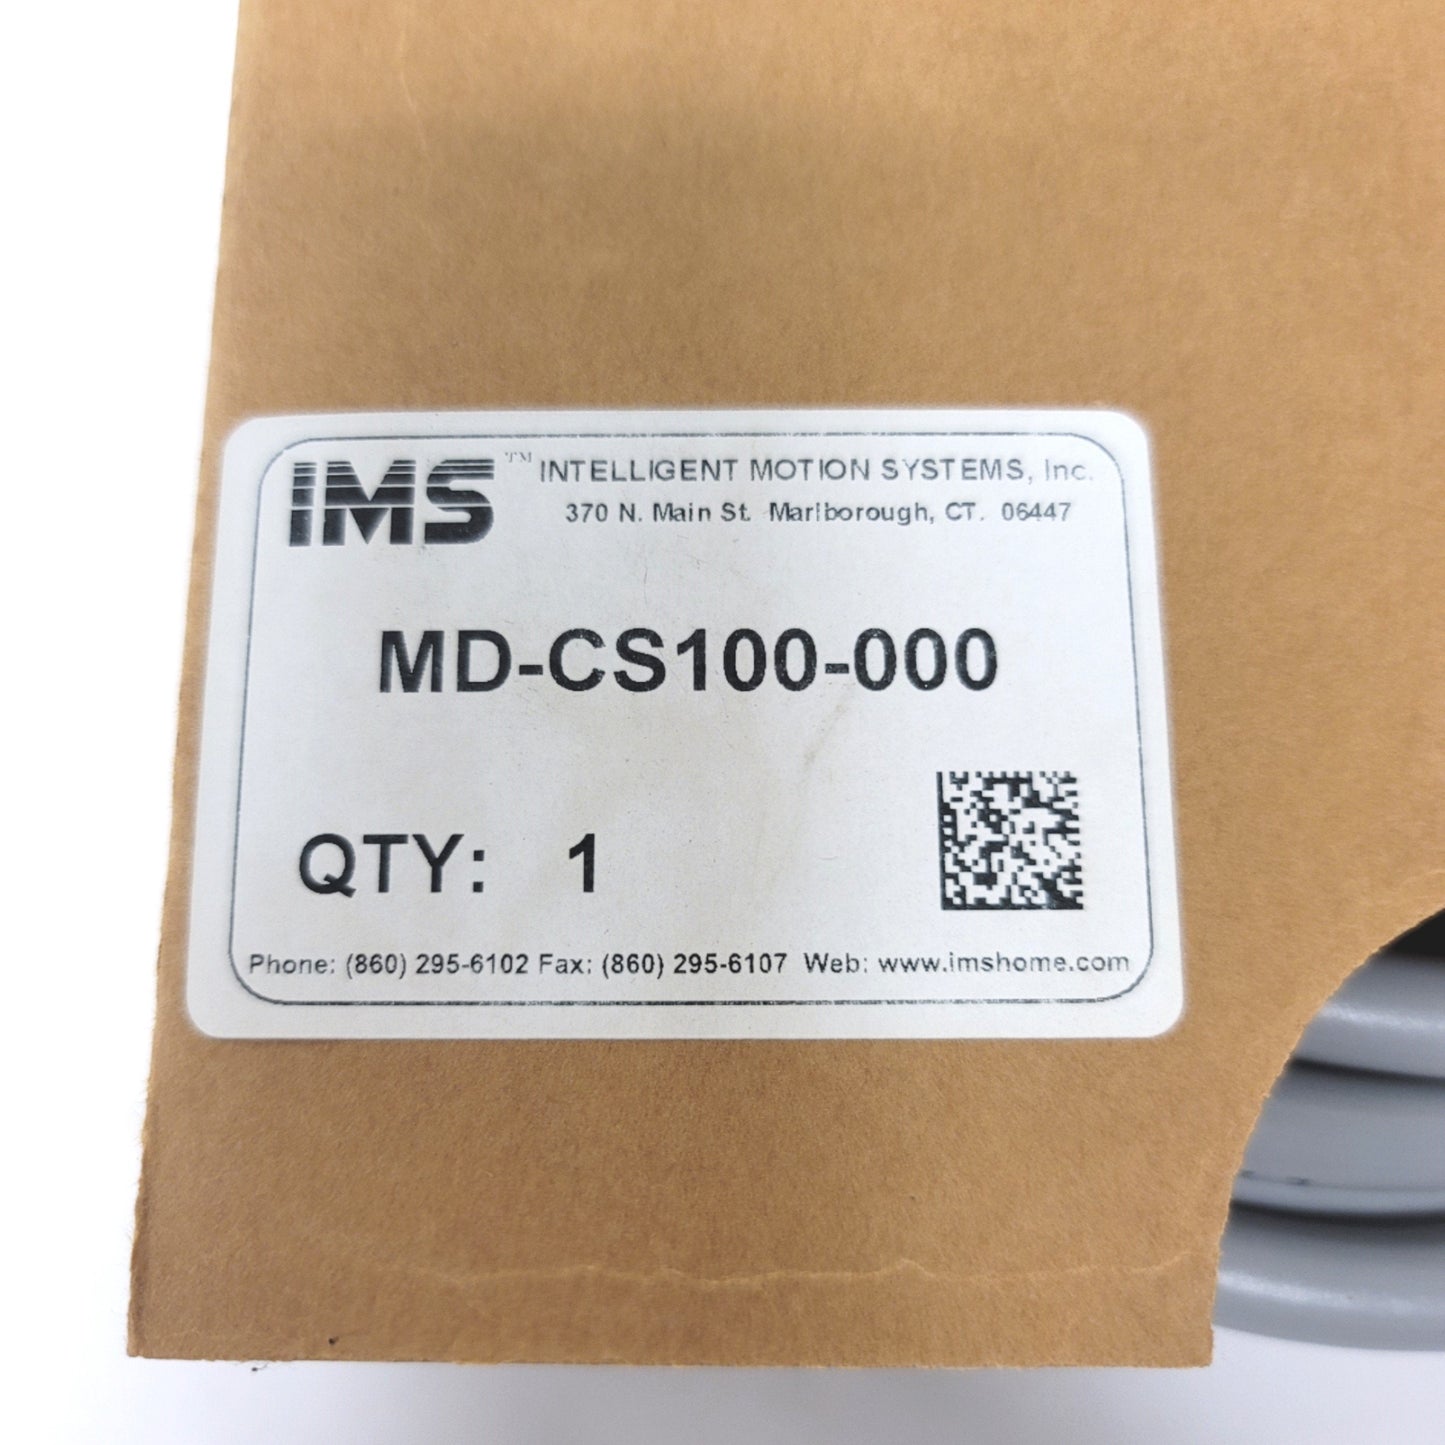 IMS™ INTELLIGENT MOTION SYSTEMS, Inc.
370 N. Main St. Marlborough, CT. 06447
MD-CS100-000
QTY: 1
Phone: (860) 295-6102 Fax: (860) 295-6107 Web: www.imshome.com